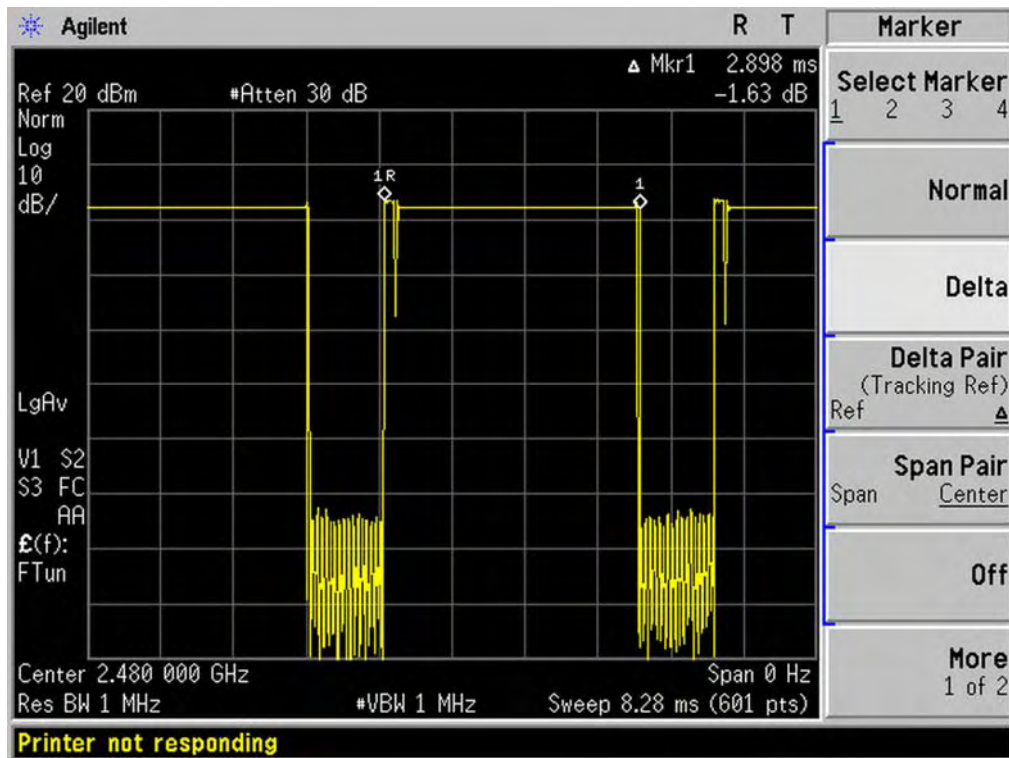 Agilent
R T
Marker
Δ Mkr1 2.898 ms
Ref 20 dBm #Atten 30 dB -1.63 dB
Norm
Log
10
dB/
1R
1
LgAv
V1 S2
S3 FC
AA
£(f):
FTun
Center 2.480 000 GHz Span 0 Hz
Res BW 1 MHz #VBW 1 MHz Sweep 8.28 ms (601 pts)
Printer not responding
Select Marker
1 2 3 4
Normal
Delta
Delta Pair
(Tracking Ref)
Ref Δ
Span Pair
Span Center
Off
More
1 of 2